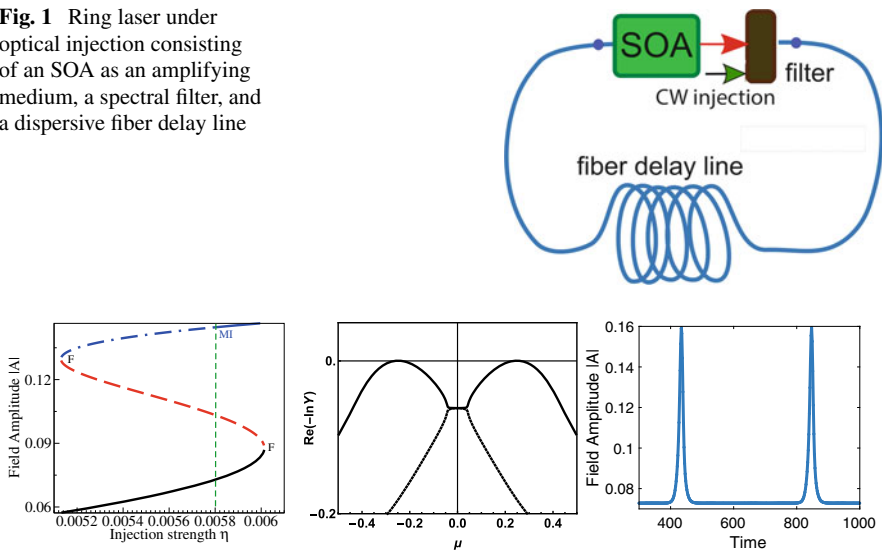 Fig. 1 Ring laser under
optical injection consisting
of an SOA as an amplifying
medium, a spectral filter, and
a dispersive fiber delay line
SOA
filter
CW injection
fiber delay line
Field Amplitude |A|
0.12
0.09
0.06
F
MI
F
0.0052 0.0054 0.0056 0.0058 0.006
Injection strength η
Re(−lnY)
0.
−0.2
−0.4 −0.2 0.0 0.2 0.4
μ
Field Amplitude |A|
0.16
0.14
0.12
0.1
0.08
400 600 800 1000
Time